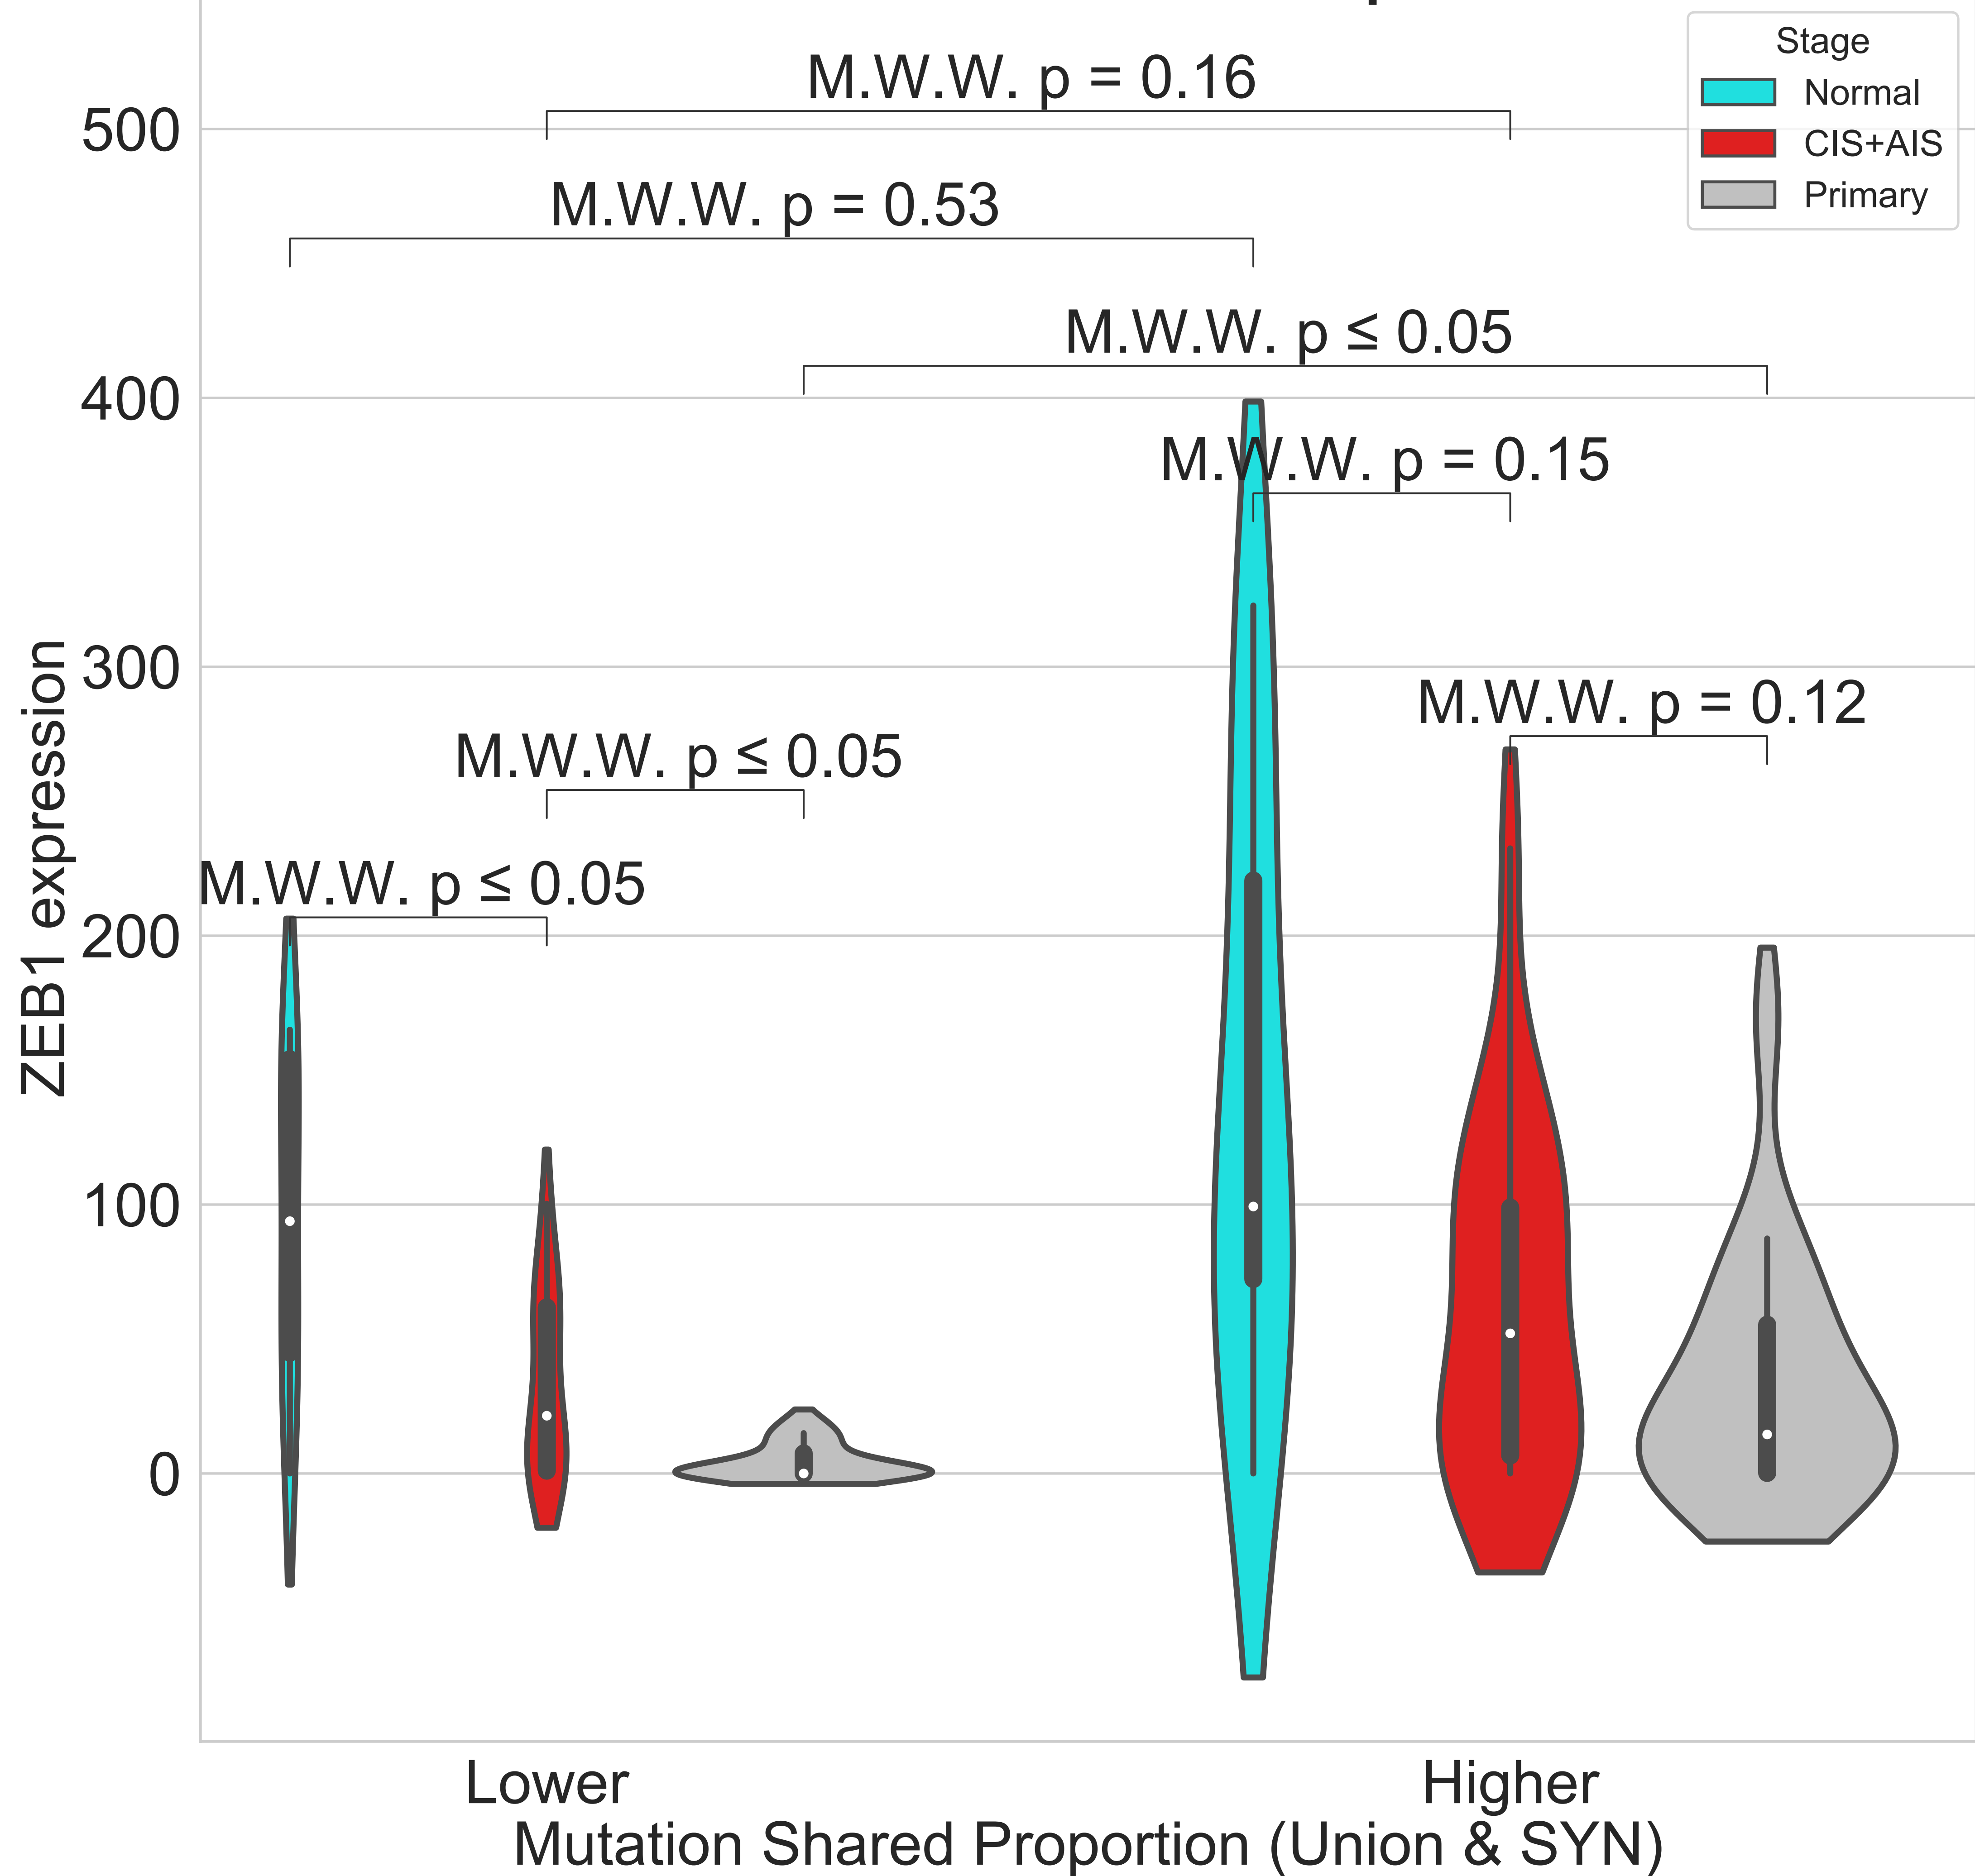 Stage
Normal
CIS+AIS
Primary
M.W.W. p = 0.16
500
M.W.W. p = 0.53
M.W.W. p ≤ 0.05
400
M.W.W. p = 0.15
300
M.W.W. p = 0.12
M.W.W. p ≤ 0.05
M.W.W. p ≤ 0.05
200
100
0
ZEB1 expression
Lower
Higher
Mutation Shared Proportion (Union & SYN)